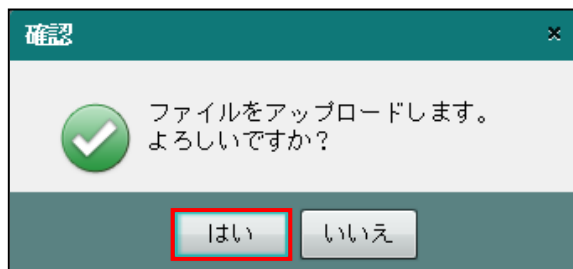 確認
ファイルをアップロードします。
よろしいですか？
はい
いいえ